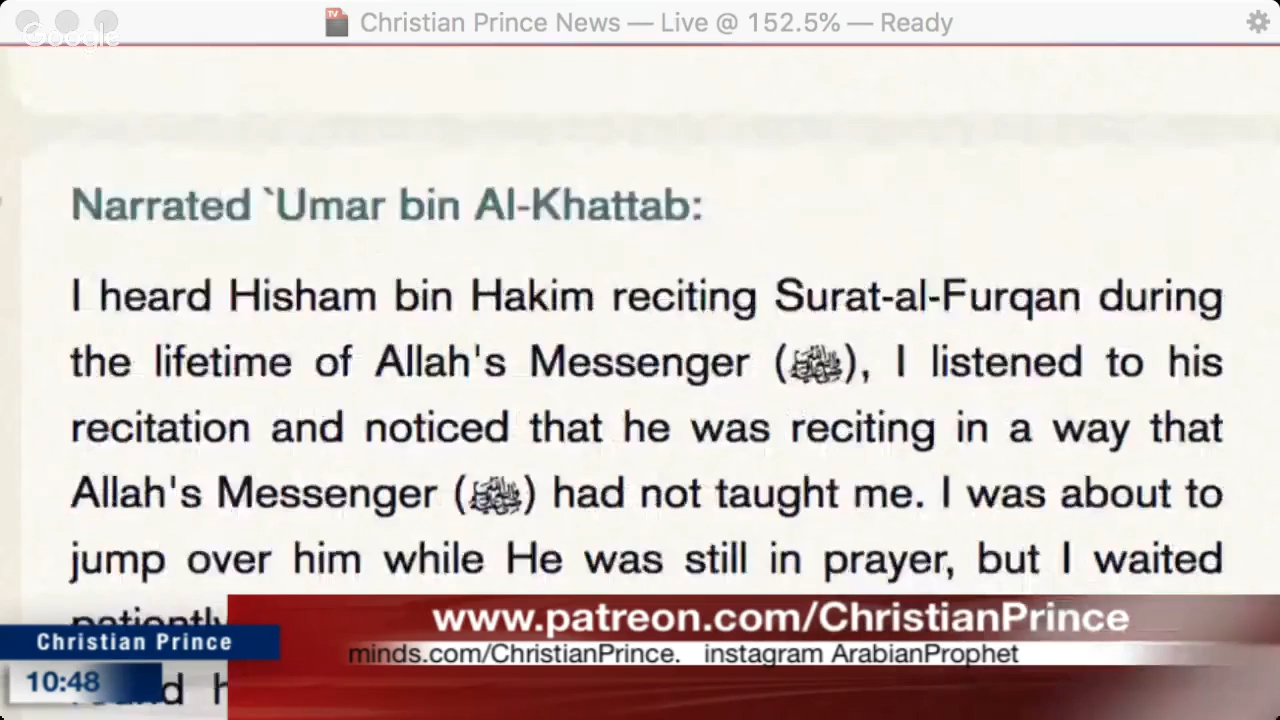 Christian Prince News — Live @ 152.5% — Ready
Google
TV
Narrated `Umar bin Al-Khattab:
I heard Hisham bin Hakim reciting Surat-al-Furqan during
the lifetime of Allah's Messenger (ﷺ), I listened to his
recitation and noticed that he was reciting in a way that
Allah's Messenger (ﷺ) had not taught me. I was about to
jump over him while He was still in prayer, but I waited
patiently
www.patreon.com/ChristianPrince
Christian Prince
minds.com/ChristianPrince. instagram ArabianProphet
10:48